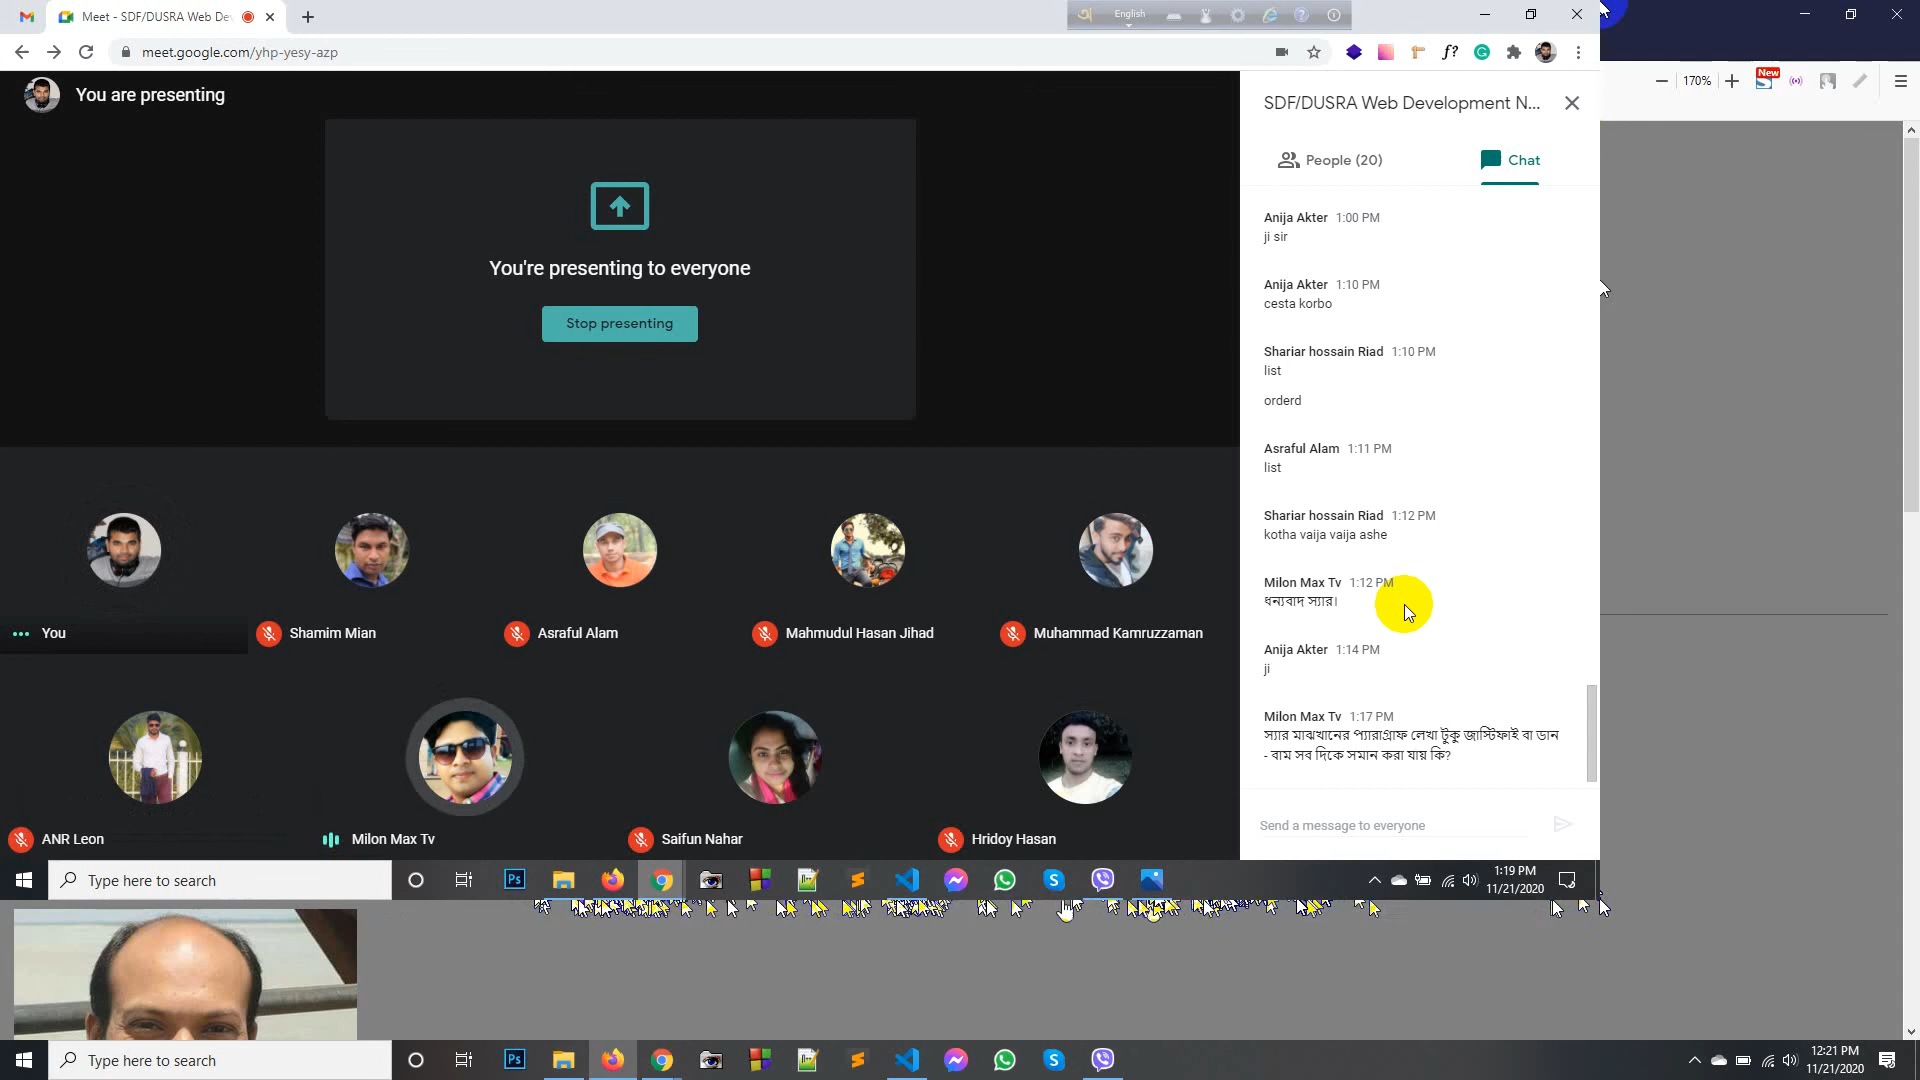 Meet - SDF/DUSRA Web De
English
meet.google.com/yhp-yesy-azp
f?
170%
New
You are presenting
You're presenting to everyone
Stop presenting
SDF/DUSRA Web Development N...
People (20)
Chat
Anija Akter 1:00 PM
ji sir
Anija Akter 1:10 PM
cesta korbo
Shariar hossain Riad 1:10 PM
list
orderd
Asraful Alam 1:11 PM
list
Shariar hossain Riad 1:12 PM
kotha vaija vaija ashe
Milon Max Tv 1:12 PM
ধন্যবাদ স্যার।
Anija Akter 1:14 PM
ji
Milon Max Tv 1:17 PM
স্যার মাঝখানের প্যারাগ্রাফ লেখা টুকু জাস্টিফাই বা ডান
- বাম সব দিকে সমান করা যায় কি?
Send a message to everyone
You
Shamim Mian
Asraful Alam
Mahmudul Hasan Jihad
Muhammad Kamruzzaman
ANR Leon
Milon Max Tv
Saifun Nahar
Hridoy Hasan
Type here to search
Ps
1:19 PM
11/21/2020
Type here to search
Ps
12:21 PM
11/21/2020